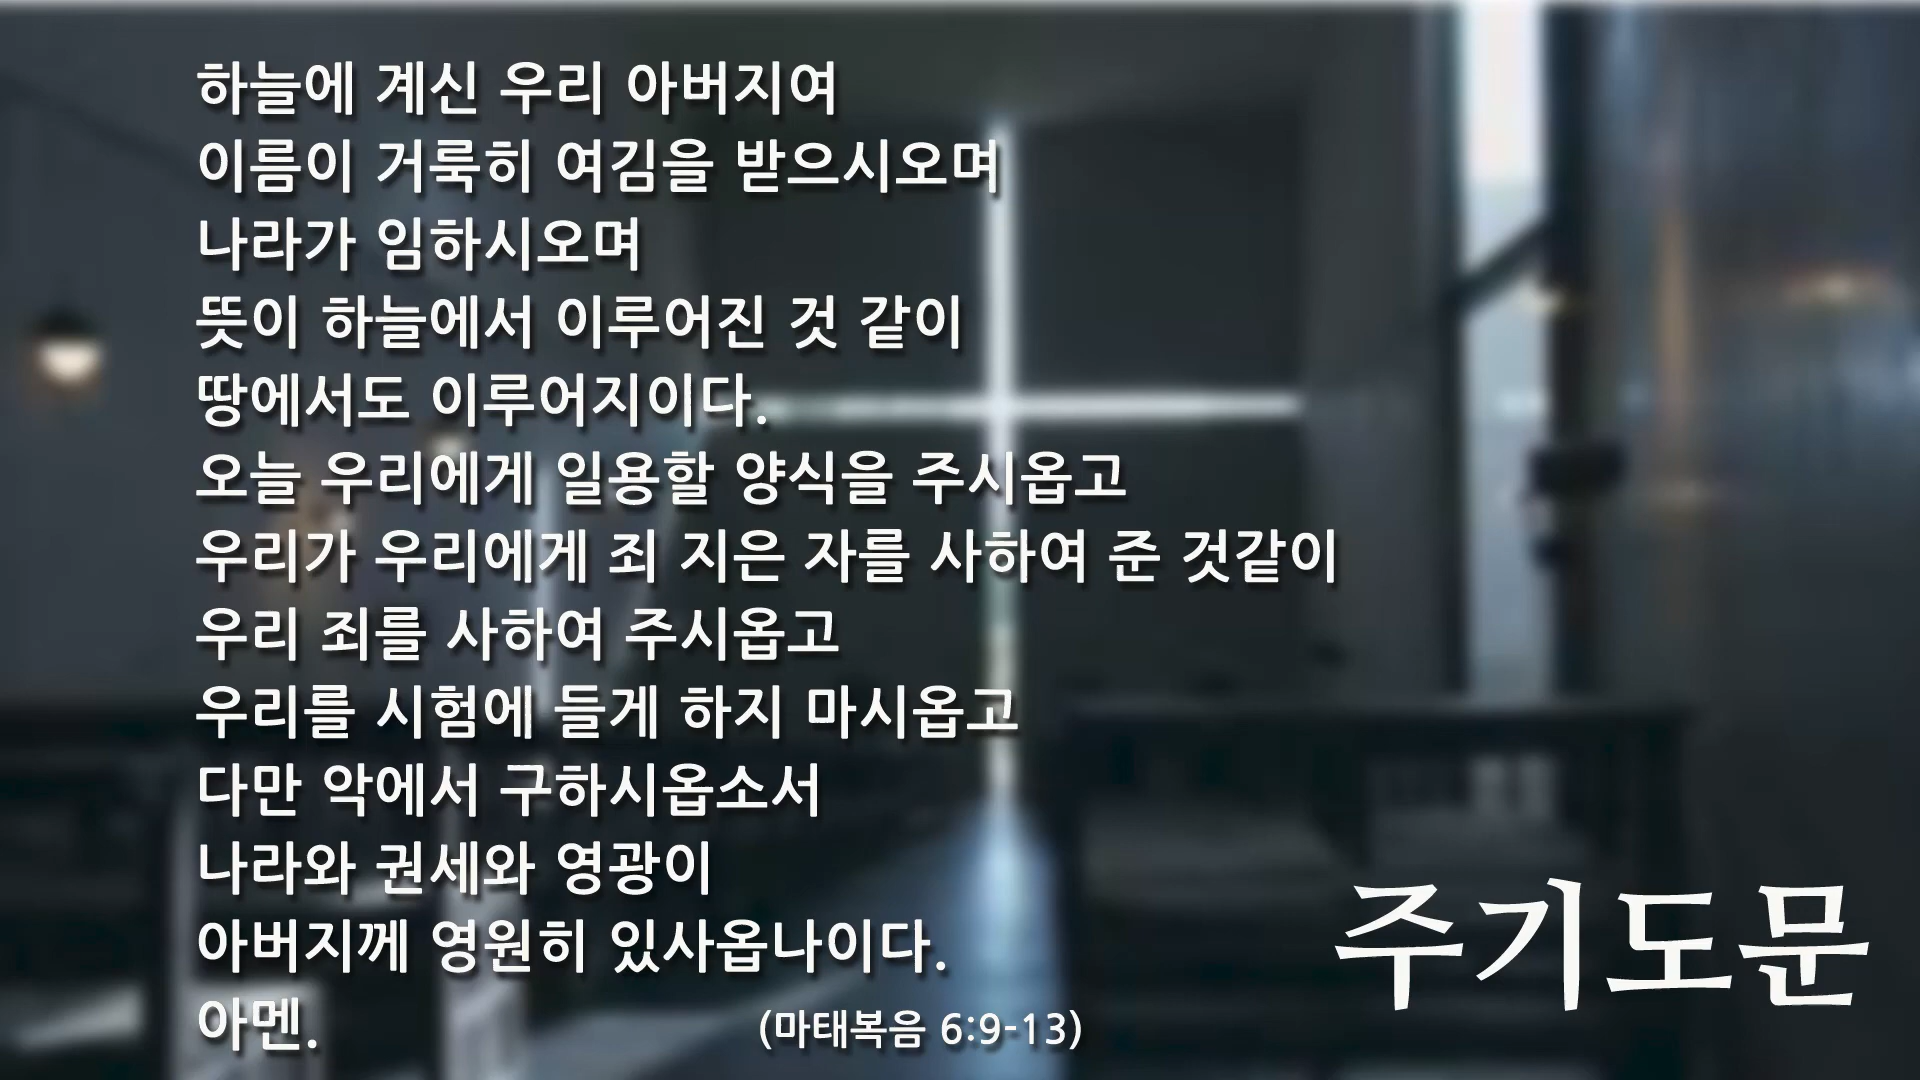 하늘에 계신 우리 아버지여
이름이 거룩히 여김을 받으시오며
나라가 임하시오며
뜻이 하늘에서 이루어진 것 같이
땅에서도 이루어지이다.
오늘 우리에게 일용할 양식을 주시옵고
우리가 우리에게 죄 지은 자를 사하여 준 것같이
우리 죄를 사하여 주시옵고
우리를 시험에 들게 하지 마시옵고
다만 악에서 구하시옵소서
나라와 권세와 영광이
아버지께 영원히 있사옵나이다.
아멘.
(마태복음 6:9-13)
주기도문